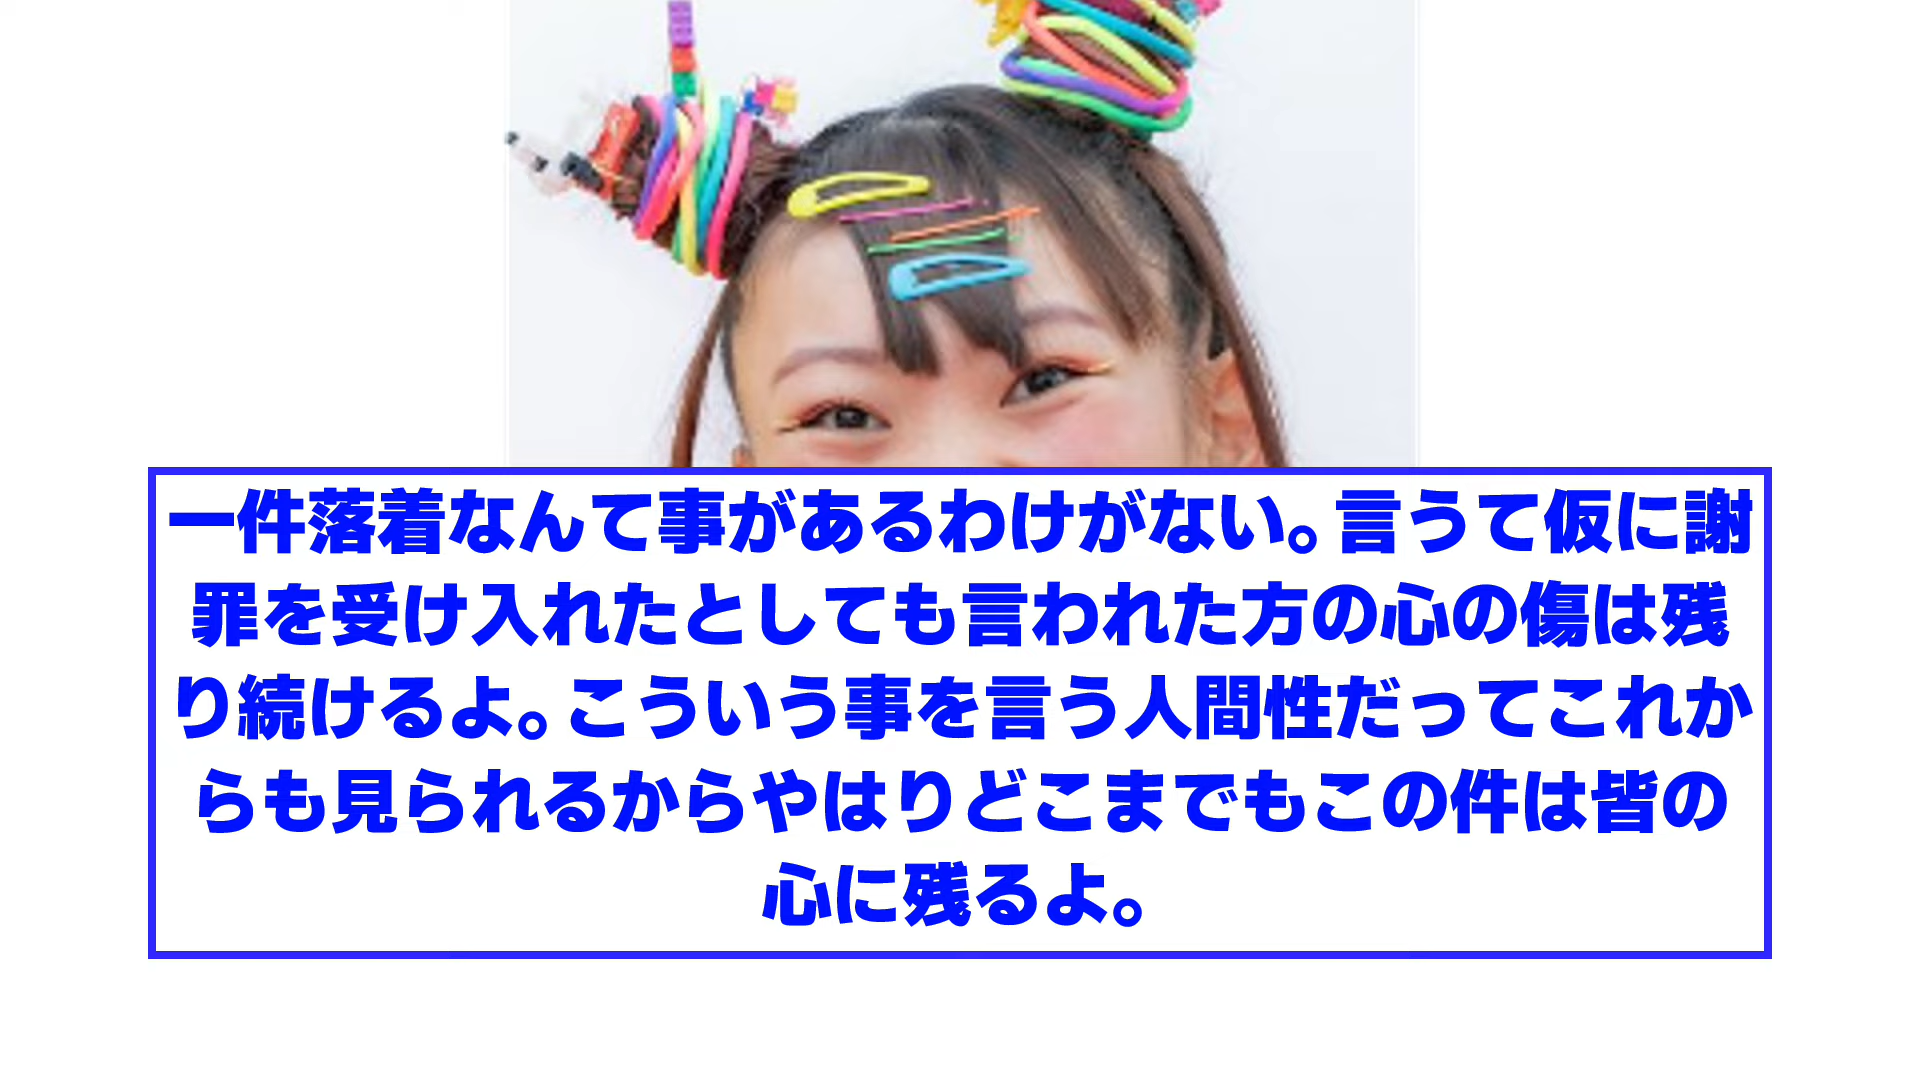 一件落着なんて事があるわけがない。言うて仮に謝
罪を受け入れたとしても言われた方の心の傷は残
り続けるよ。こういう事を言う人間性だってこれか
らも見られるからやはりどこまでもこの件は皆の
心に残るよ。